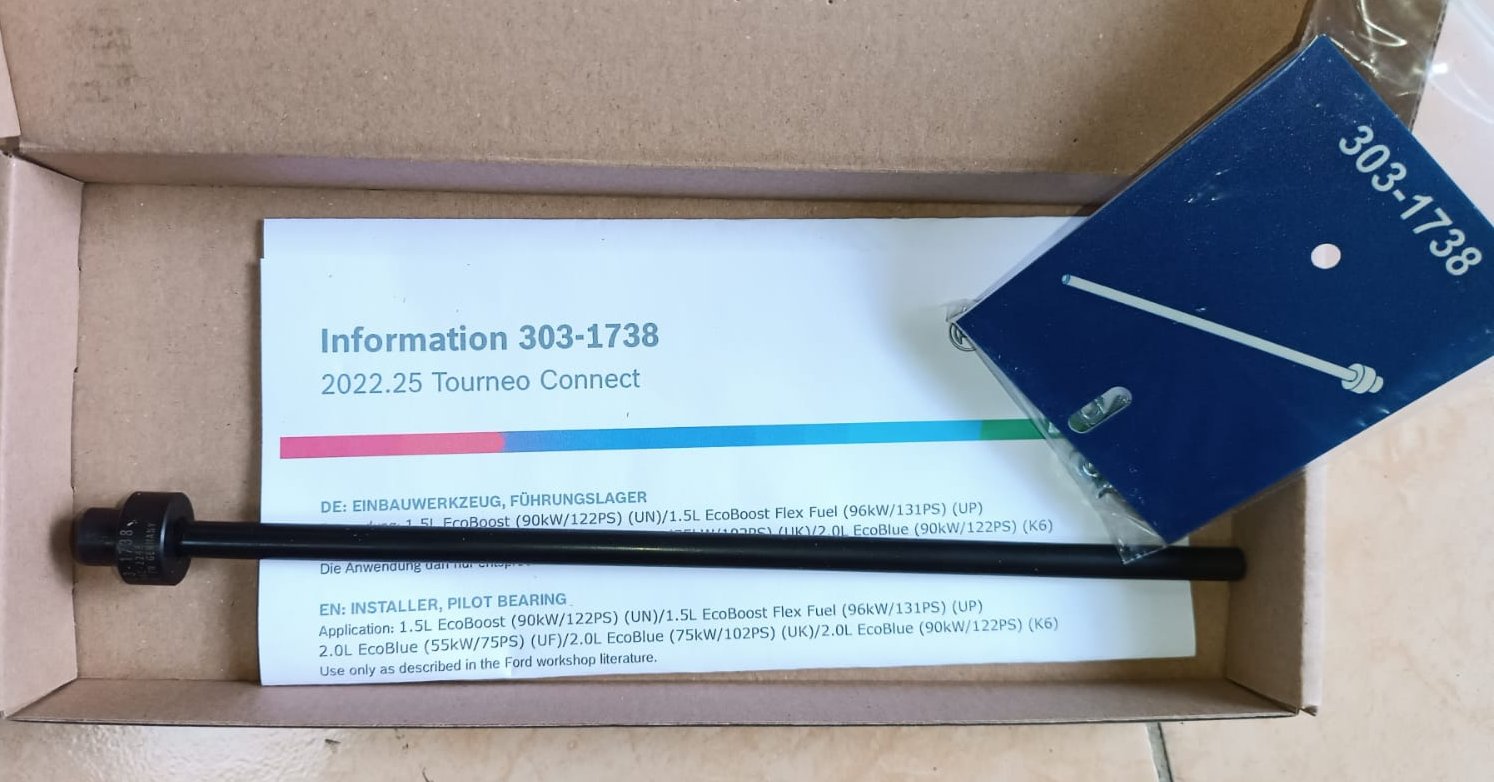 303-1738
Information 303-1738
2022.25 Tourneo Connect
DE: EINBAUWERKZEUG, FÜHRUNGSLAGER
1.5L EcoBoost (90kW/122PS) (UN)/1.5L EcoBoost Flex Fuel (96kW/131PS) (UP)
(UK)/2.0L EcoBlue (90kW/122PS) (K6)
Die Anwendung
EN: INSTALLER, PILOT BEARING
Application: 1.5L EcoBoost (90kW/122PS) (UN)/1.5L EcoBoost Flex Fuel (96kW/131PS) (UP)
2.0L EcoBlue (55kW/75PS) (UF)/2.0L EcoBlue (75kW/102PS) (UK)/2.0L EcoBlue (90kW/122PS) (K6)
Use only as described in the Ford workshop literature.
GERMANY